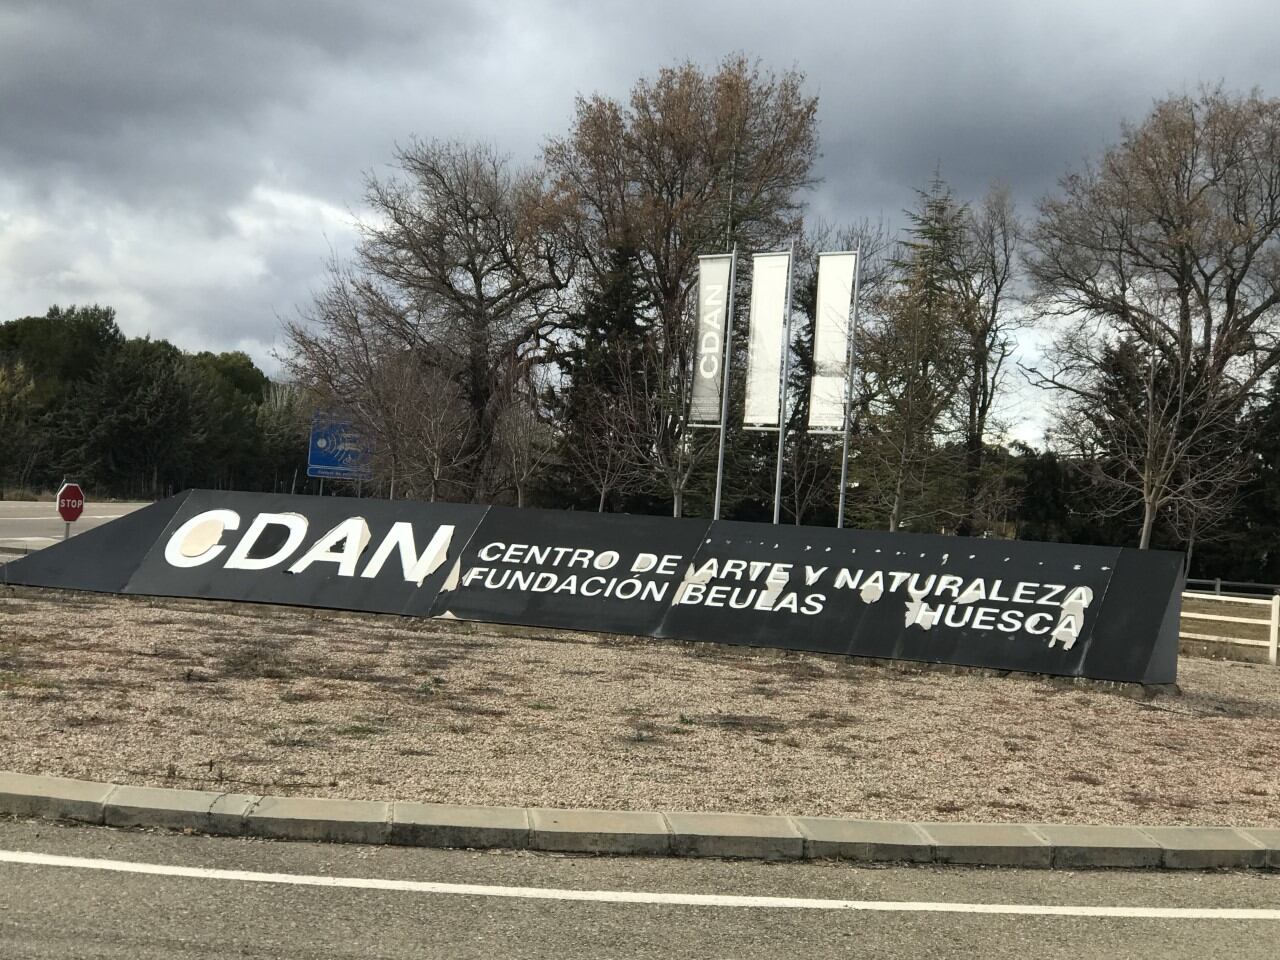 CDAN
STOP
CDAN
CENTRO DE ARTE Y NATURALEZA
FUNDACIÓN BEULAS HUESCA